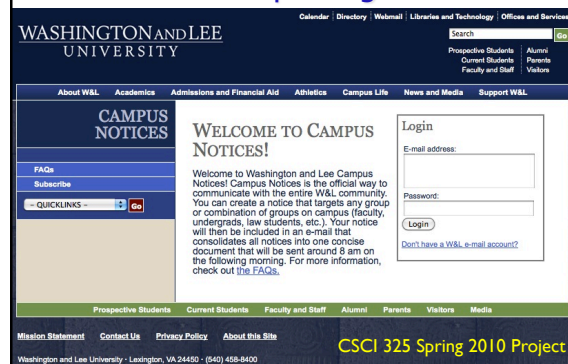 Calendar Directory Webmail Libraries and Technology Offices and Services
WASHINGTON AND LEE
UNIVERSITY
Search Go
Prospective Students Alumni
Current Students Parents
Faculty and Staff Visitors
About W&L Academics Admissions and Financial Aid Athletics Campus Life News and Media Support W&L
CAMPUS
NOTICES
FAQs
Subscribe
- QUICKLINKS - Go
WELCOME TO CAMPUS
NOTICES!
Welcome to Washington and Lee Campus
Notices! Campus Notices is the official way to
communicate with the entire W&L community.
You can create a notice that targets any group
or combination of groups on campus (faculty,
undergrads, law students, etc.). Your notice
will then be included in an e-mail that
consolidates all notices into one concise
document that will be sent around 8 am on
the following morning. For more information,
check out the FAQs.
Login
E-mail address:
Password:
Login
Don't have a W&L e-mail account?
Prospective Students Current Students Faculty and Staff Alumni Parents Visitors Media
Mission Statement Contact Us Privacy Policy About this Site
Washington and Lee University · Lexington, VA 24450 · (540) 458-8400
CSCI 325 Spring 2010 Project